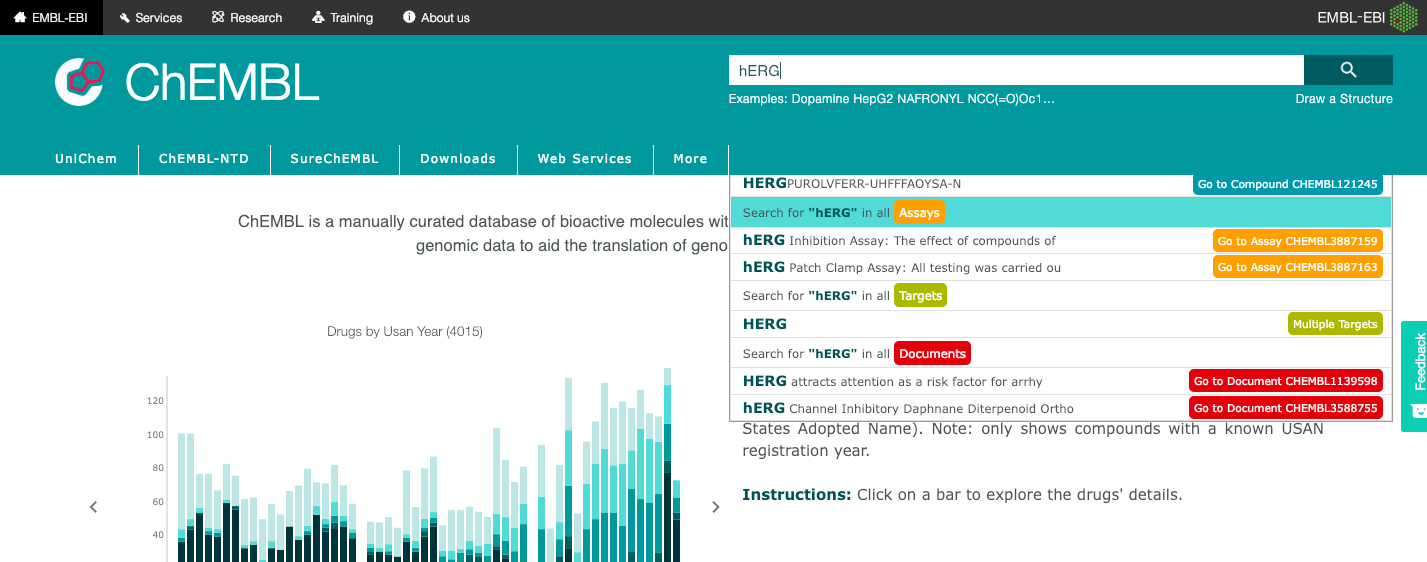 EMBL-EBI Services Research Training About us EMBL-EBI
ChEMBL
hERG
Examples: Dopamine HepG2 NAFRONYL NCC(=O)Oc1... Draw a Structure
UniChem ChEMBL-NTD SureChEMBL Downloads Web Services More
HERGPUROLVFERR-UHFFFAOYSA-N Go to Compound CHEMBL121245
Search for "hERG" in all Assays
hERG Inhibition Assay: The effect of compounds of Go to Assay CHEMBL3887159
hERG Patch Clamp Assay: All testing was carried ou Go to Assay CHEMBL3887163
Search for "hERG" in all Targets
HERG Multiple Targets
Search for "hERG" in all Documents
HERG attracts attention as a risk factor for arrhy Go to Document CHEMBL1139598
hERG Channel Inhibitory Daphnane Diterpenoid Ortho Go to Document CHEMBL3588755
ChEMBL is a manually curated database of bioactive molecules wit
genomic data to aid the translation of geno
Drugs by Usan Year (4015)
120
100
80
60
40
States Adopted Name). Note: only shows compounds with a known USAN
registration year.
Instructions: Click on a bar to explore the drugs' details.
Feedback